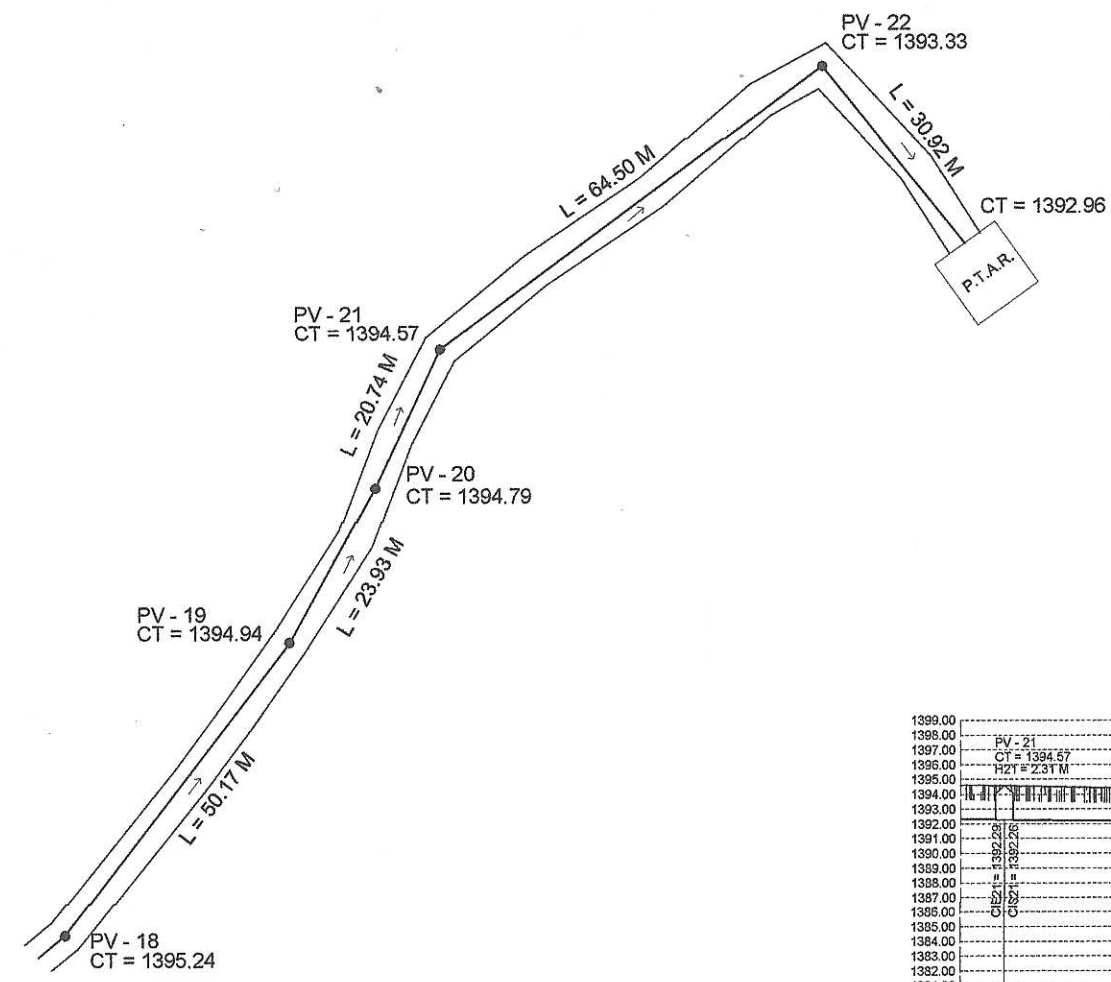 PV - 22
CT = 1393.33
L = 30.92 M
L = 64.50 M
CT = 1392.96
P.T.A.R.
PV - 21
CT = 1394.57
L = 20.74 M
PV - 20
CT = 1394.79
L = 23.93 M
PV - 19
CT = 1394.94
L = 50.17 M
PV - 18
CT = 1395.24
1399.00
1398.00
1397.00
1396.00
1395.00
1394.00
1393.00
1392.00
1391.00
1390.00
1389.00
1388.00
1387.00
1386.00
1385.00
1384.00
1383.00
1382.00
PV - 21
CT = 1394.57
H21 = 2.31 M
CIE21 = 1392.29
CIS21 = 1392.26